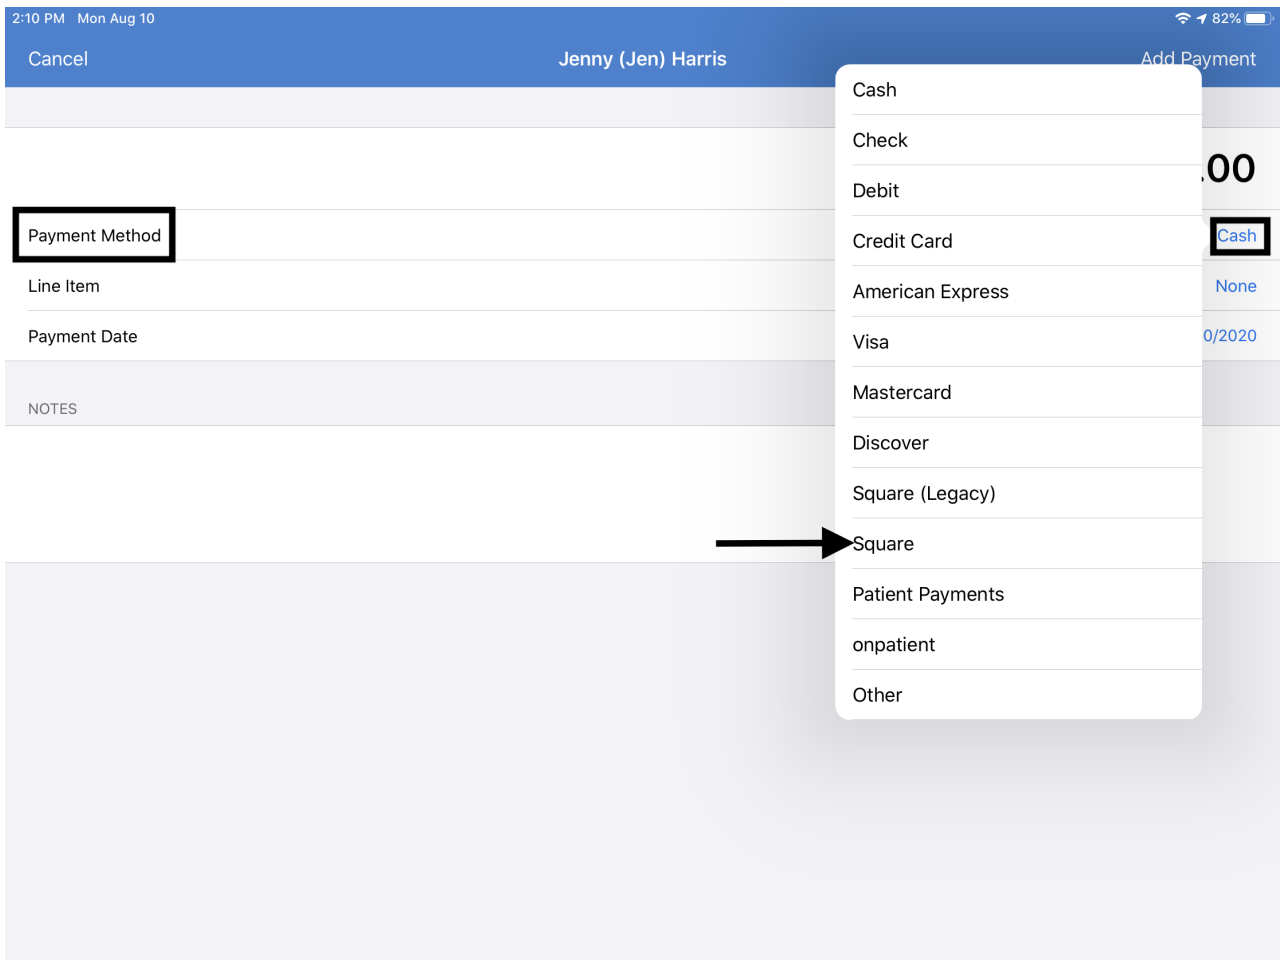 2:10 PM Mon Aug 10 82%
Cancel Jenny (Jen) Harris Add Payment
.00
Payment Method Cash
Line Item None
Payment Date 0/2020
NOTES
Cash
Check
Debit
Credit Card
American Express
Visa
Mastercard
Discover
Square (Legacy)
Square
Patient Payments
onpatient
Other